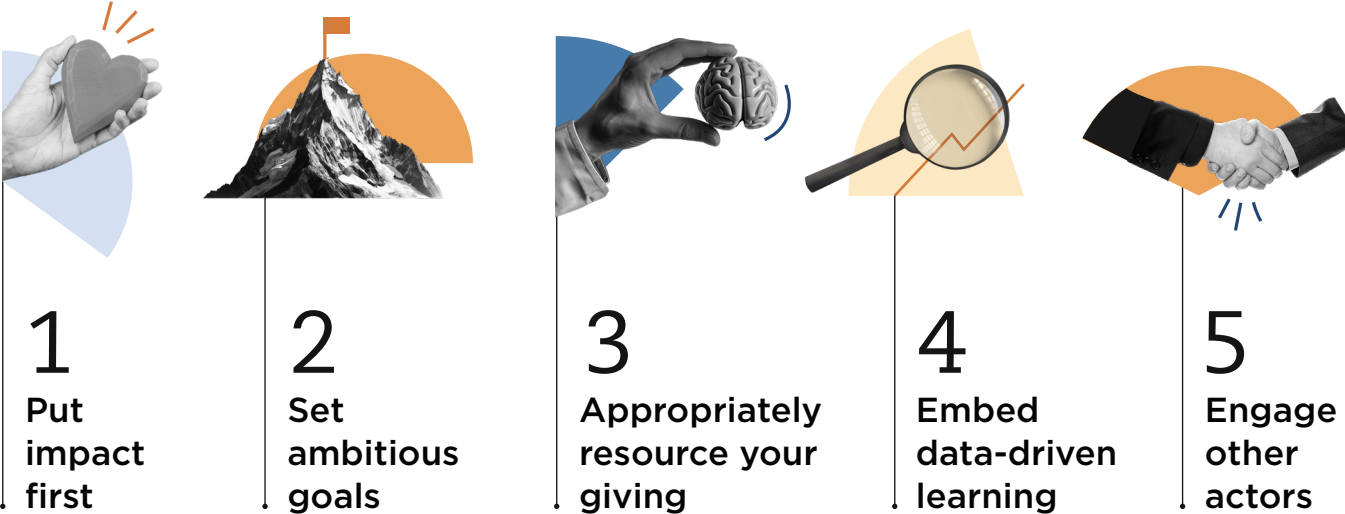 1
Put
impact
first
2
Set
ambitious
goals
3
Appropriately
resource your
giving
4
Embed
data-driven
learning
5
Engage
other
actors